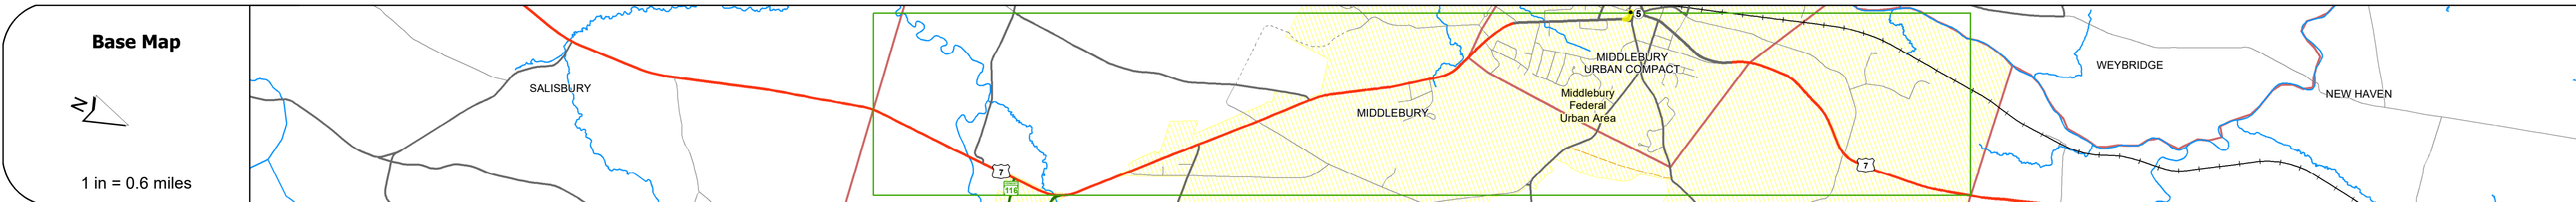 Base Map
N
1 in = 0.6 miles
SALISBURY
7
116
MIDDLEBURY
5
MIDDLEBURY
URBAN COMPACT
Middlebury
Federal
Urban Area
7
WEYBRIDGE
NEW HAVEN